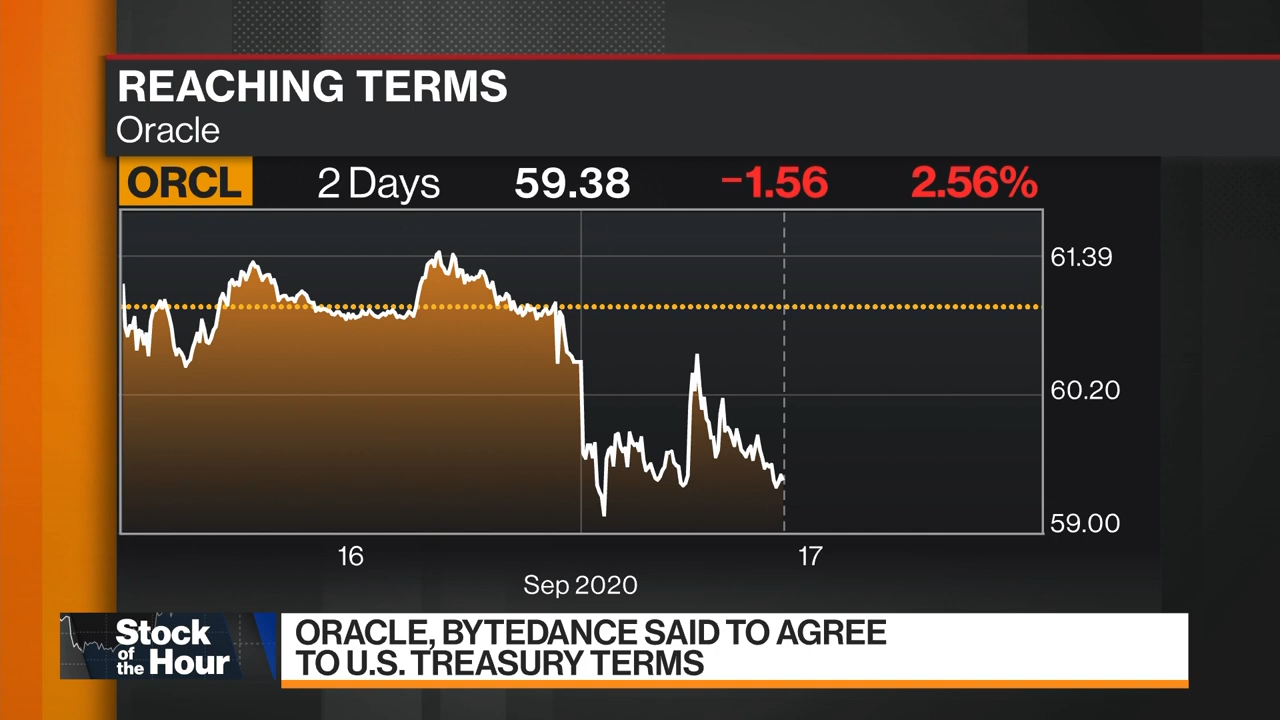 REACHING TERMS
Oracle
ORCL 2 Days 59.38 −1.56 2.56%
61.39
60.20
59.00
16 17
Sep 2020
Stock of the Hour
ORACLE, BYTEDANCE SAID TO AGREE
TO U.S. TREASURY TERMS